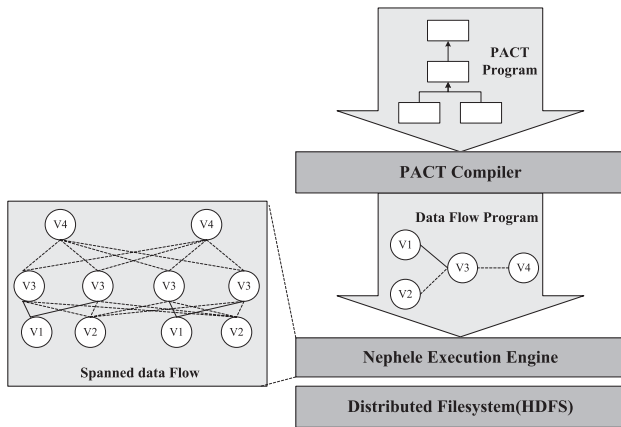 PACT
Program
PACT Compiler
Data Flow Program
V1
V3
V4
V2
V4
V4
V3
V3
V3
V3
V1
V2
V1
V2
Spanned data Flow
Nephele Execution Engine
Distributed Filesystem(HDFS)